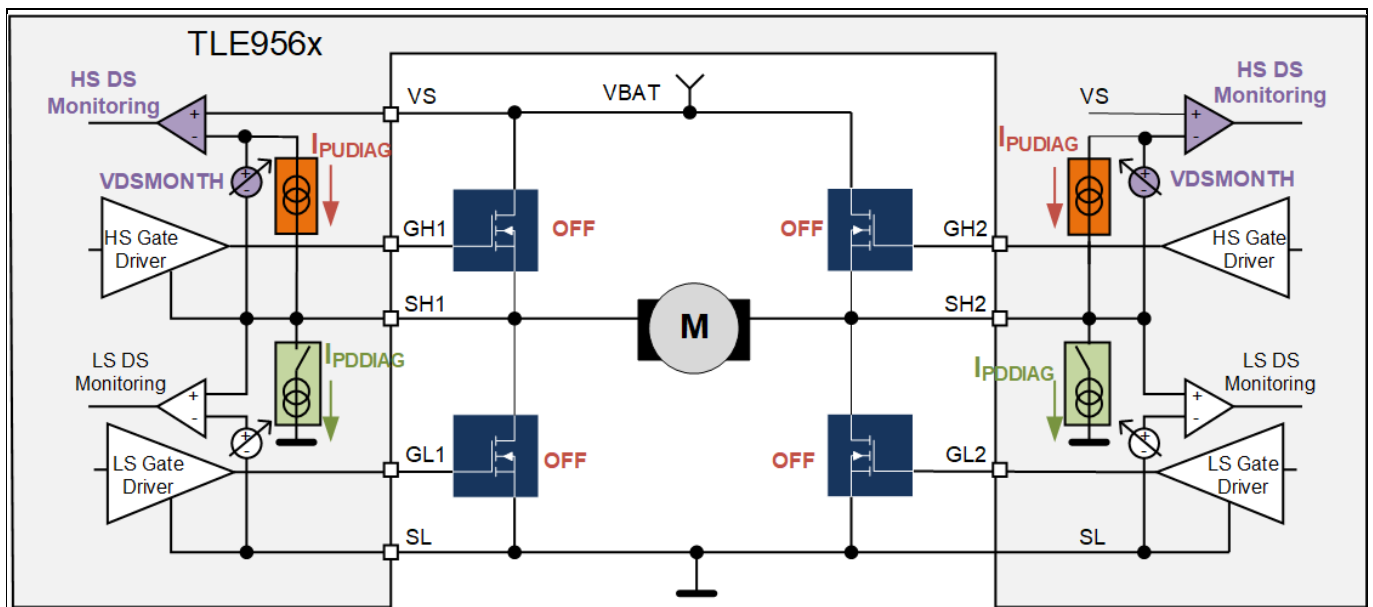 TLE956x
HS DS
Monitoring
VS
VBAT
VS
HS DS
Monitoring
+
-
IPUDIAG
IPUDIAG
+
-
VDSMONTH
+
-
+
-
VDSMONTH
HS Gate
Driver
GH1
OFF
OFF
GH2
HS Gate
Driver
SH1
M
SH2
LS DS
Monitoring
IPDDIAG
IPDDIAG
LS DS
Monitoring
+
-
+
-
+
-
+
-
LS Gate
Driver
GL1
OFF
OFF
GL2
LS Gate
Driver
SL
SL